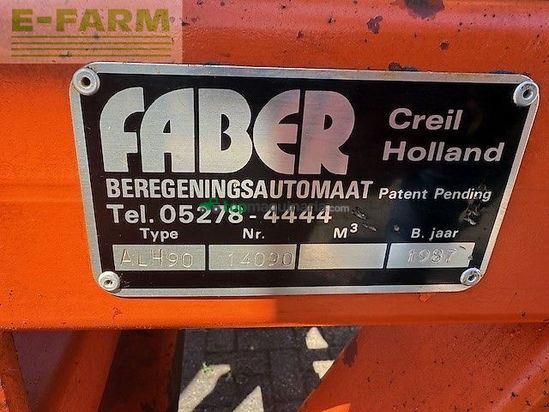 E-FARM
FABER
Creil
Holland
BEREGENINGSAUTOMAAT Patent Pending
Tel. 05278 - 4444
Type Nr. M³ B. jaar
AL490 14090 1987